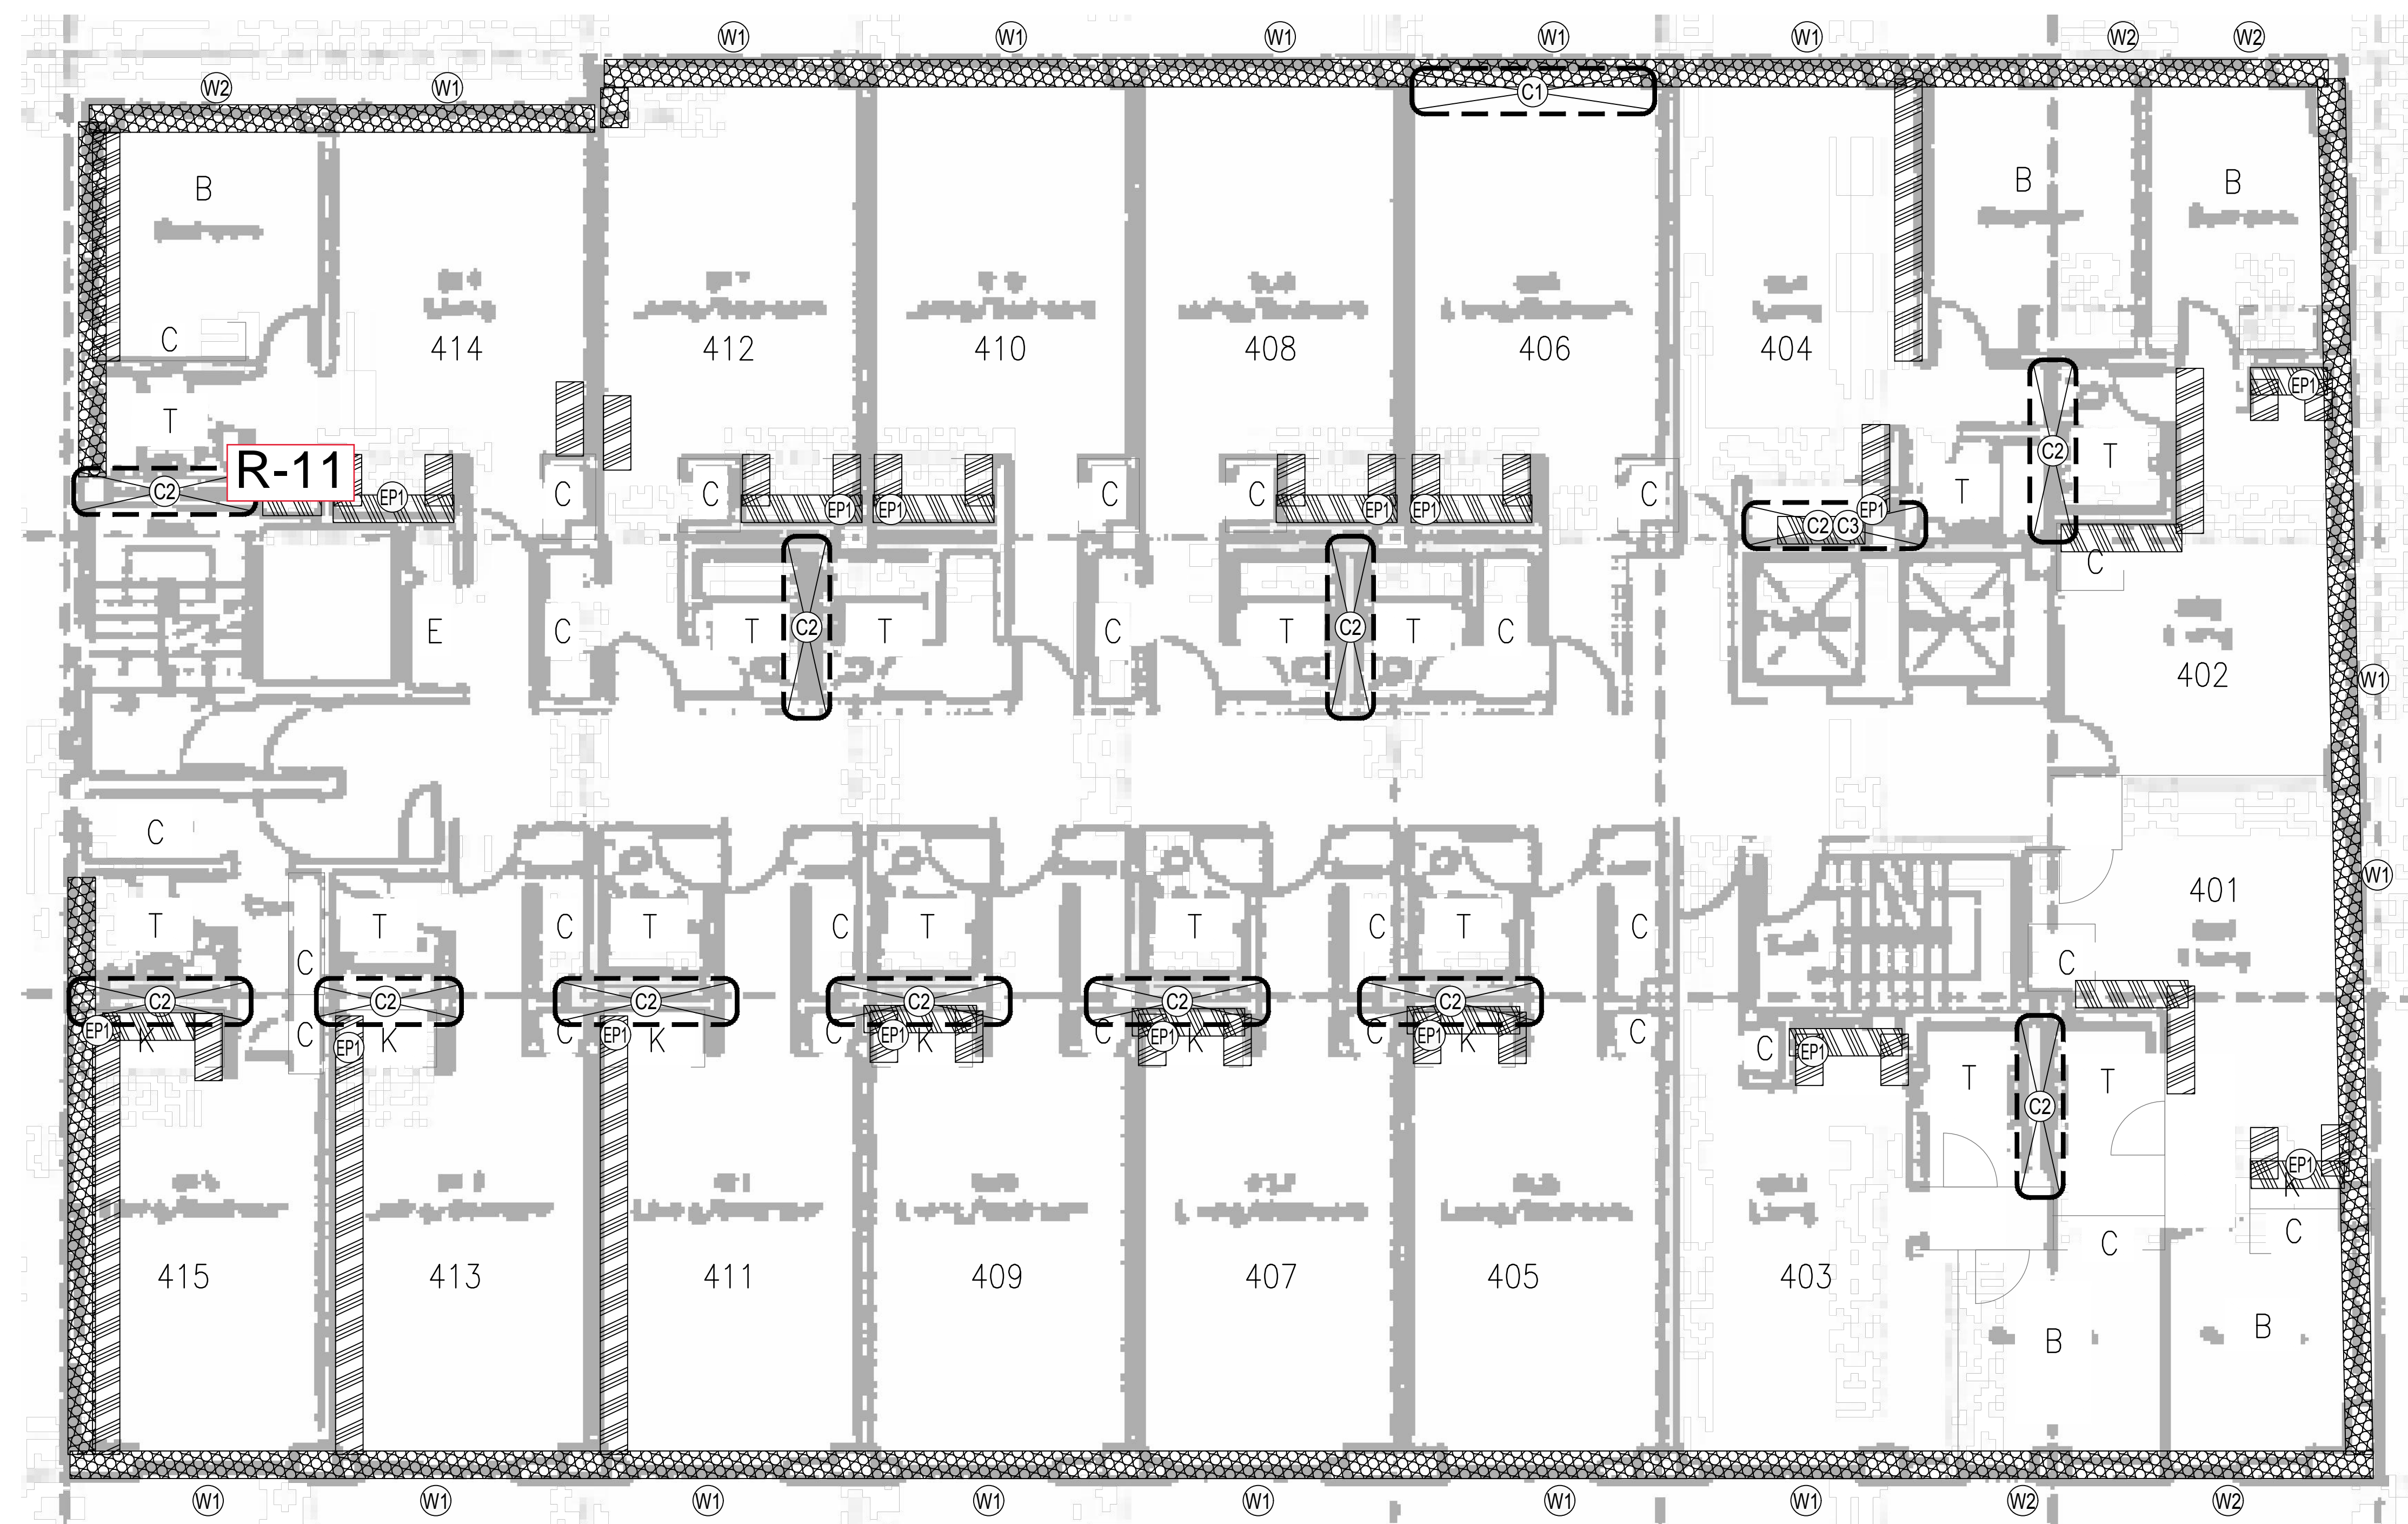 W1 W1 W1 W1 W1 W2 W2
W2 W1
C1
B B B
C
414 412 410 408 406 404
T C2 T
R-11
C2 EP1 C C C C C EP1
EP1 EP1 EP1 EP1 EP1
C2 C3 T
C
E C T C2 T C T C2 T C
402
W1
C
W1
401
T T C T C T C T C T C
C C
C2 C2 C2 C2 C2 C2
EP1 K C EP1 K C EP1 K C EP1 C EP1 K C EP1 K C
C EP1 T T
C2
EP1
K
C C
415 413 411 409 407 405 403
B B
W1 W1 W1 W1 W1 W1 W1 W2 W2